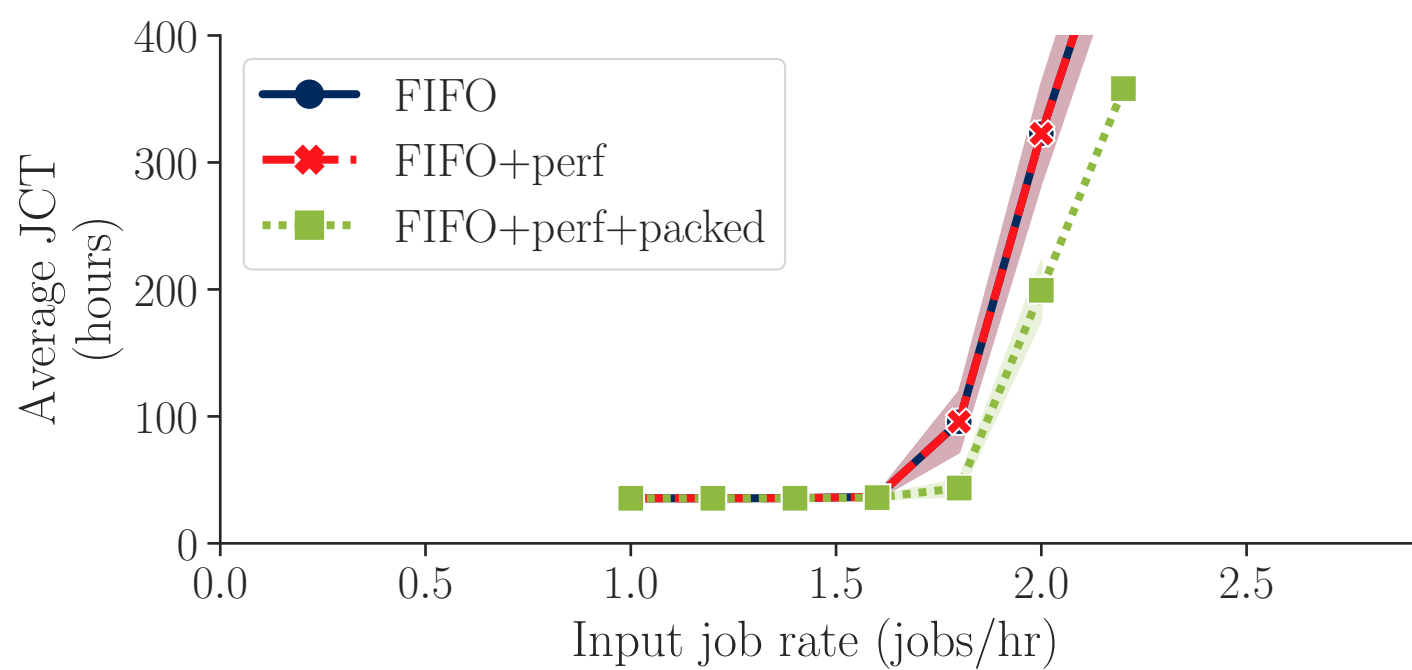 400
300
200
100
0
Average JCT
(hours)
FIFO
FIFO+perf
FIFO+perf+packed
0.0 0.5 1.0 1.5 2.0 2.5
Input job rate (jobs/hr)